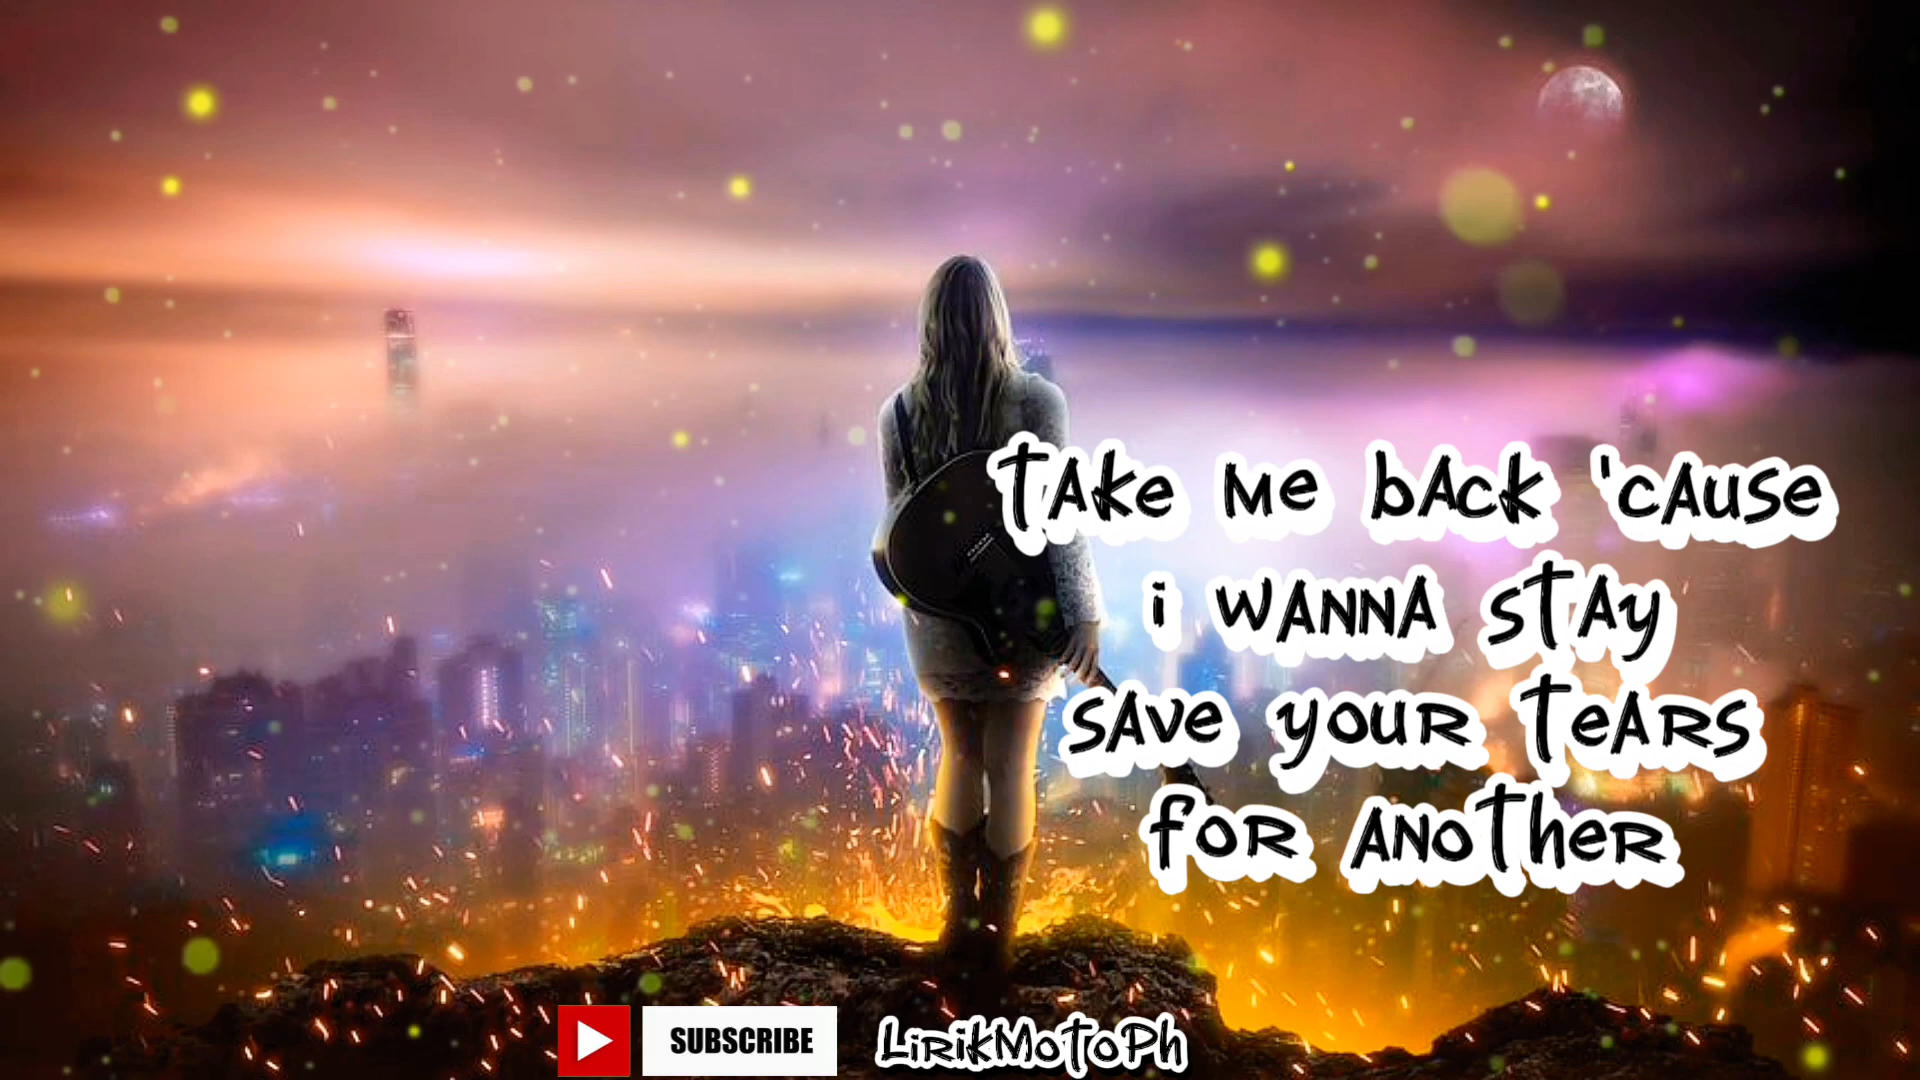 Take me back 'cause
i wanna stay
save your tears
for another
SUBSCRIBE
LirikMotoPh